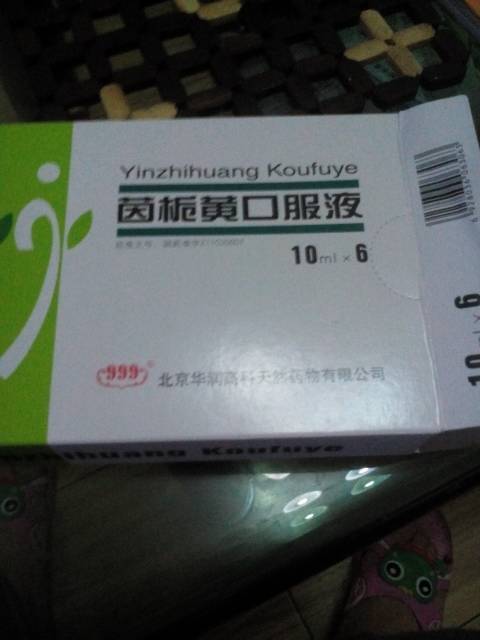 Yinzhihuang Koufuye
茵栀黄口服液
10ml × 6
999®
北京华润高科天然药物有限公司
10ml × 6
Yinzhihuang Koufuye